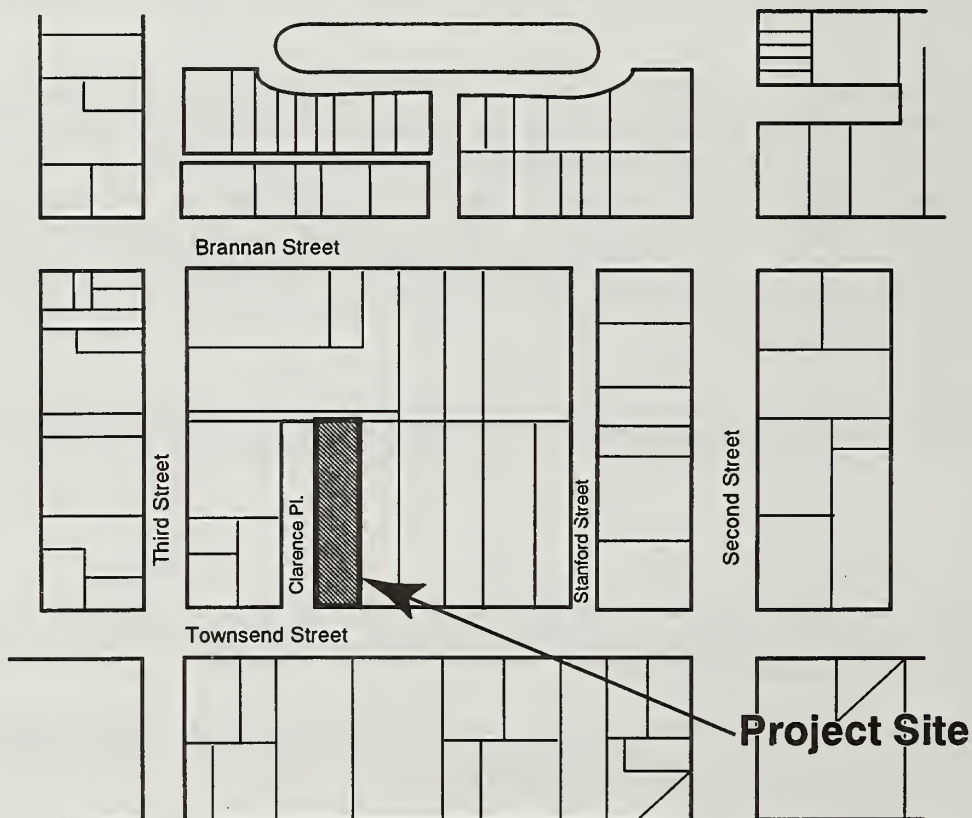 Brannan Street
Third Street
Clarence Pl.
Stanford Street
Second Street
Townsend Street
Project Site